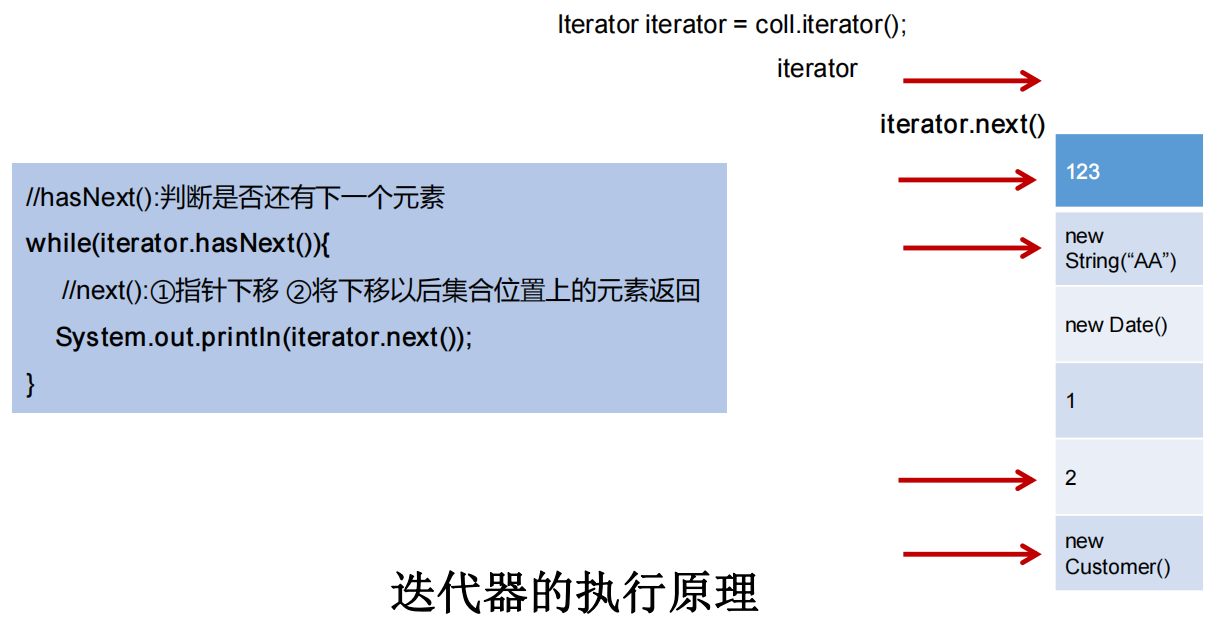 Iterator iterator = coll.iterator();
iterator
iterator.next()
//hasNext():判断是否还有下一个元素
while(iterator.hasNext()){
//next():①指针下移 ②将下移以后集合位置上的元素返回
System.out.println(iterator.next());
}
123
new
String(“AA”)
new Date()
1
2
new
Customer()
迭代器的执行原理